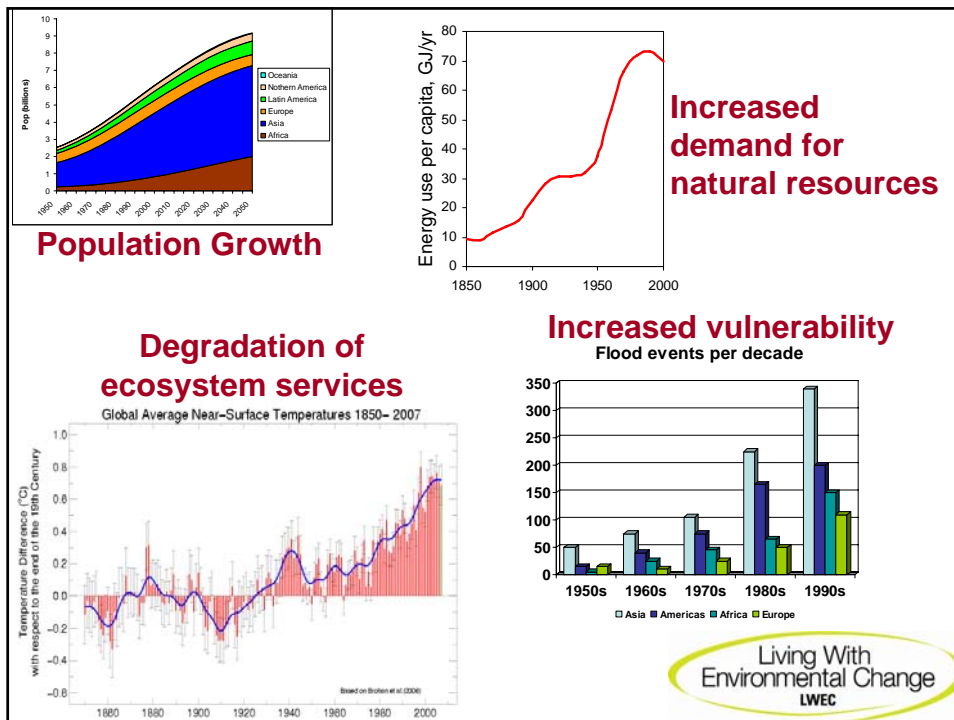 10
9
8
7
6
5
4
3
2
1
0
Pop (billions)
1950
1960
1970
1980
1990
2000
2010
2020
2030
2040
2050
Oceania
Nothern America
Latin America
Europe
Asia
Africa
Population Growth
80
70
60
50
40
30
20
10
0
Energy use per capita, GJ/yr
1850 1900 1950 2000
Increased
demand for
natural resources
Degradation of
ecosystem services
Global Average Near-Surface Temperatures 1850- 2007
1.0
0.8
0.6
0.4
0.2
0.0
-0.2
-0.4
-0.6
Temperature Difference (°C)
with respect to the end of the 19th Century
Based on Brohan et al. (2006)
1860 1880 1900 1920 1940 1960 1980 2000
Increased vulnerability
Flood events per decade
350
300
250
200
150
100
50
0
1950s 1960s 1970s 1980s 1990s
Asia Americas Africa Europe
Living With
Environmental Change
LWEC